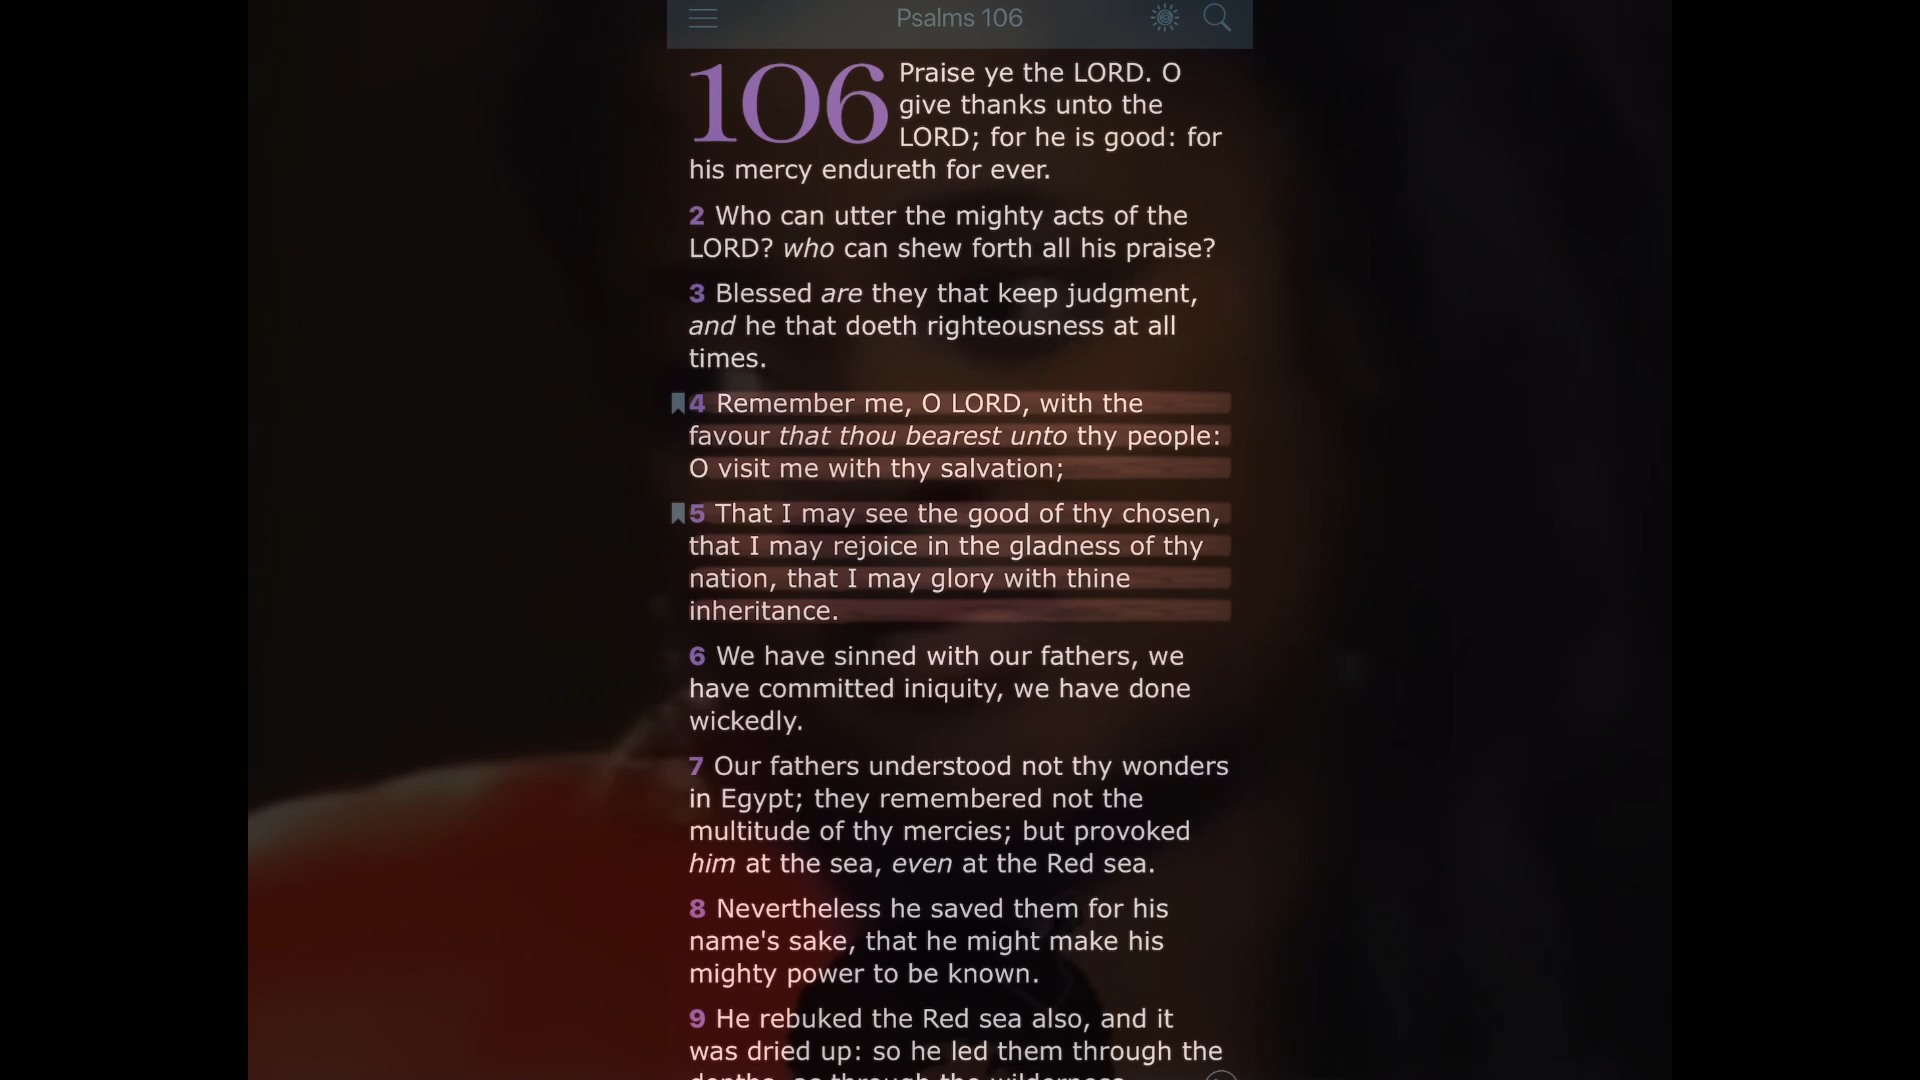 Psalms 106
106 Praise ye the LORD. O
give thanks unto the
LORD; for he is good: for
his mercy endureth for ever.
2 Who can utter the mighty acts of the
LORD? who can shew forth all his praise?
3 Blessed are they that keep judgment,
and he that doeth righteousness at all
times.
4 Remember me, O LORD, with the
favour that thou bearest unto thy people:
O visit me with thy salvation;
5 That I may see the good of thy chosen,
that I may rejoice in the gladness of thy
nation, that I may glory with thine
inheritance.
6 We have sinned with our fathers, we
have committed iniquity, we have done
wickedly.
7 Our fathers understood not thy wonders
in Egypt; they remembered not the
multitude of thy mercies; but provoked
him at the sea, even at the Red sea.
8 Nevertheless he saved them for his
name's sake, that he might make his
mighty power to be known.
9 He rebuked the Red sea also, and it
was dried up: so he led them through the
depths, as through the wilderness.